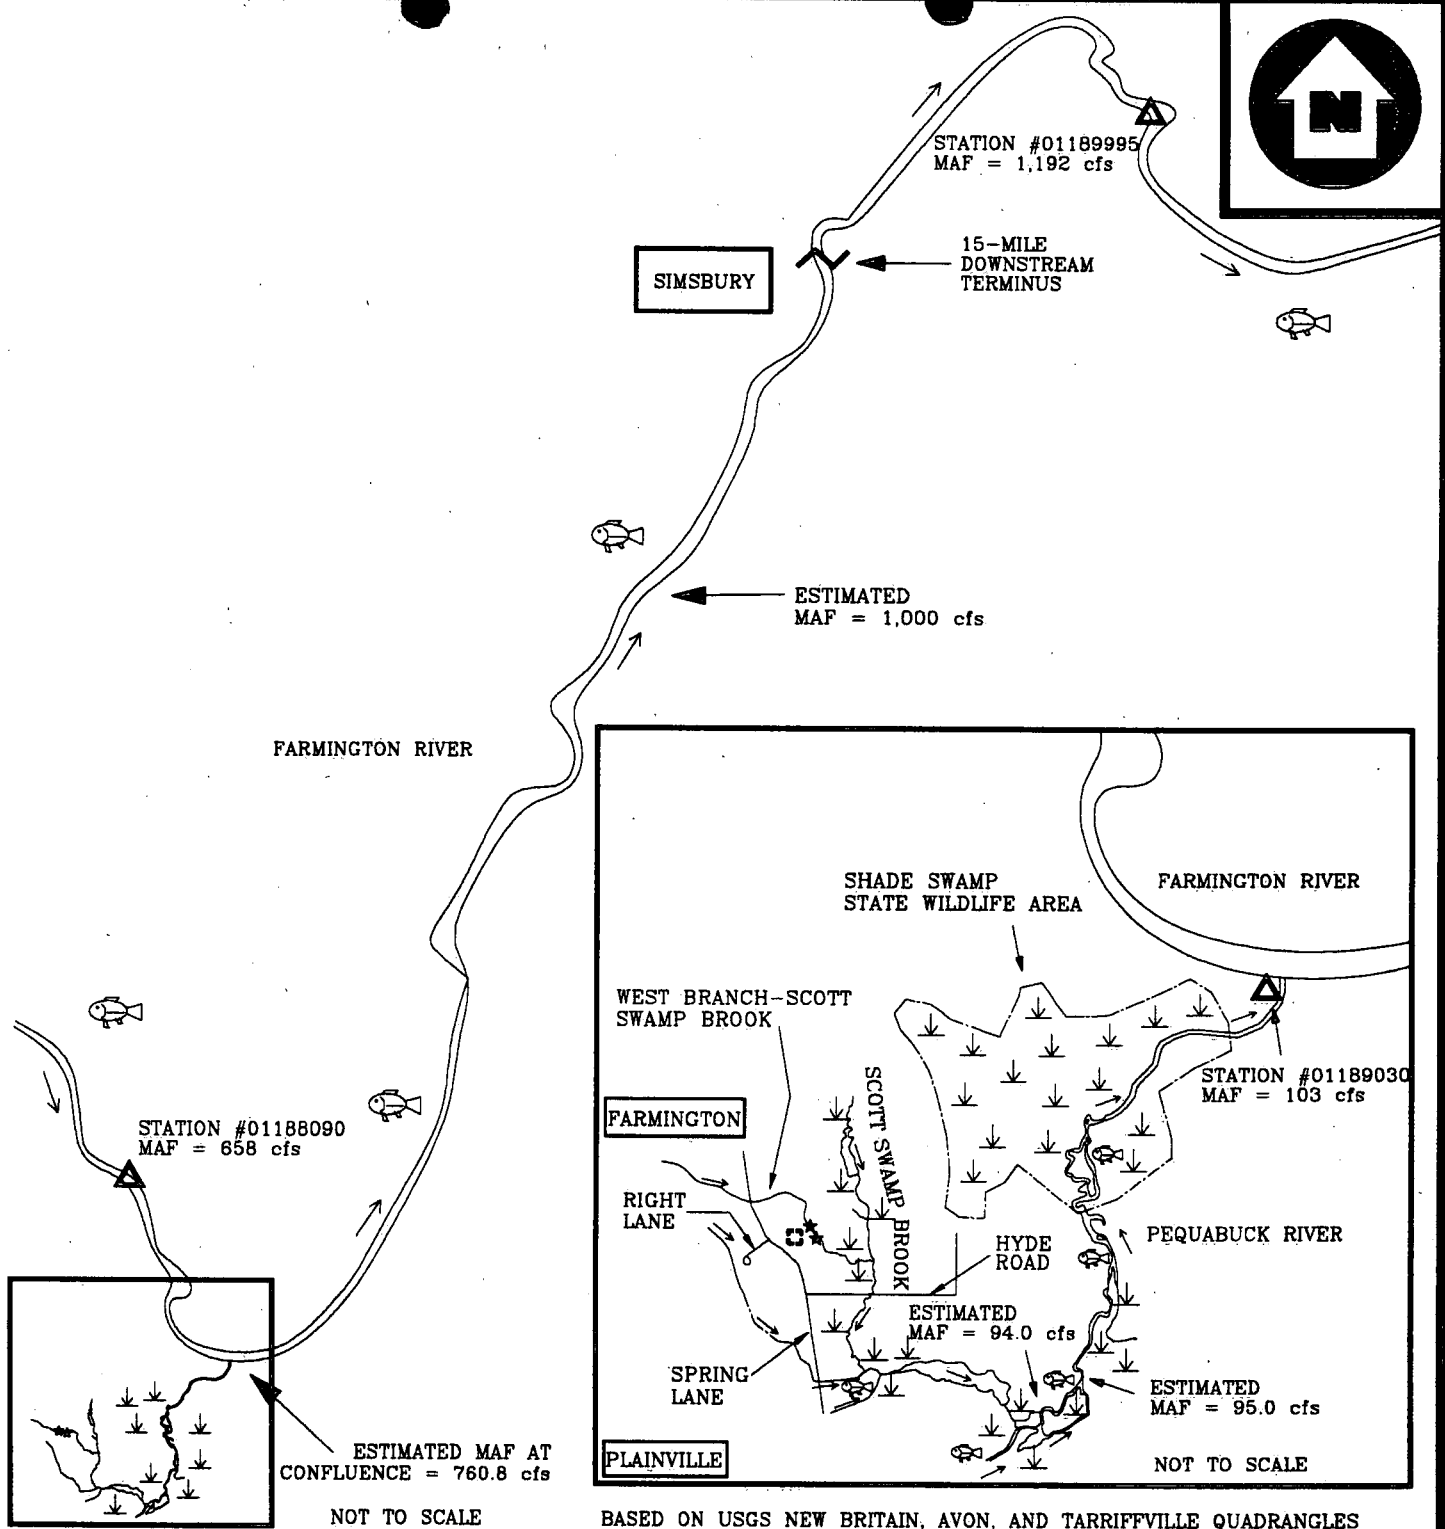 N
STATION #01189995
MAF = 1,192 cfs
15-MILE
DOWNSTREAM
TERMINUS
SIMSBURY
ESTIMATED
MAF = 1,000 cfs
FARMINGTON RIVER
STATION #01188090
MAF = 658 cfs
ESTIMATED MAF AT
CONFLUENCE = 760.8 cfs
NOT TO SCALE
SHADE SWAMP
STATE WILDLIFE AREA
FARMINGTON RIVER
WEST BRANCH-SCOTT
SWAMP BROOK
STATION #01189030
MAF = 103 cfs
FARMINGTON
SCOTT SWAMP BROOK
RIGHT
LANE
HYDE
ROAD
PEQUABUCK RIVER
ESTIMATED
MAF = 94.0 cfs
SPRING
LANE
ESTIMATED
MAF = 95.0 cfs
PLAINVILLE
NOT TO SCALE
BASED ON USGS NEW BRITAIN, AVON, AND TARRIFFVILLE QUADRANGLES